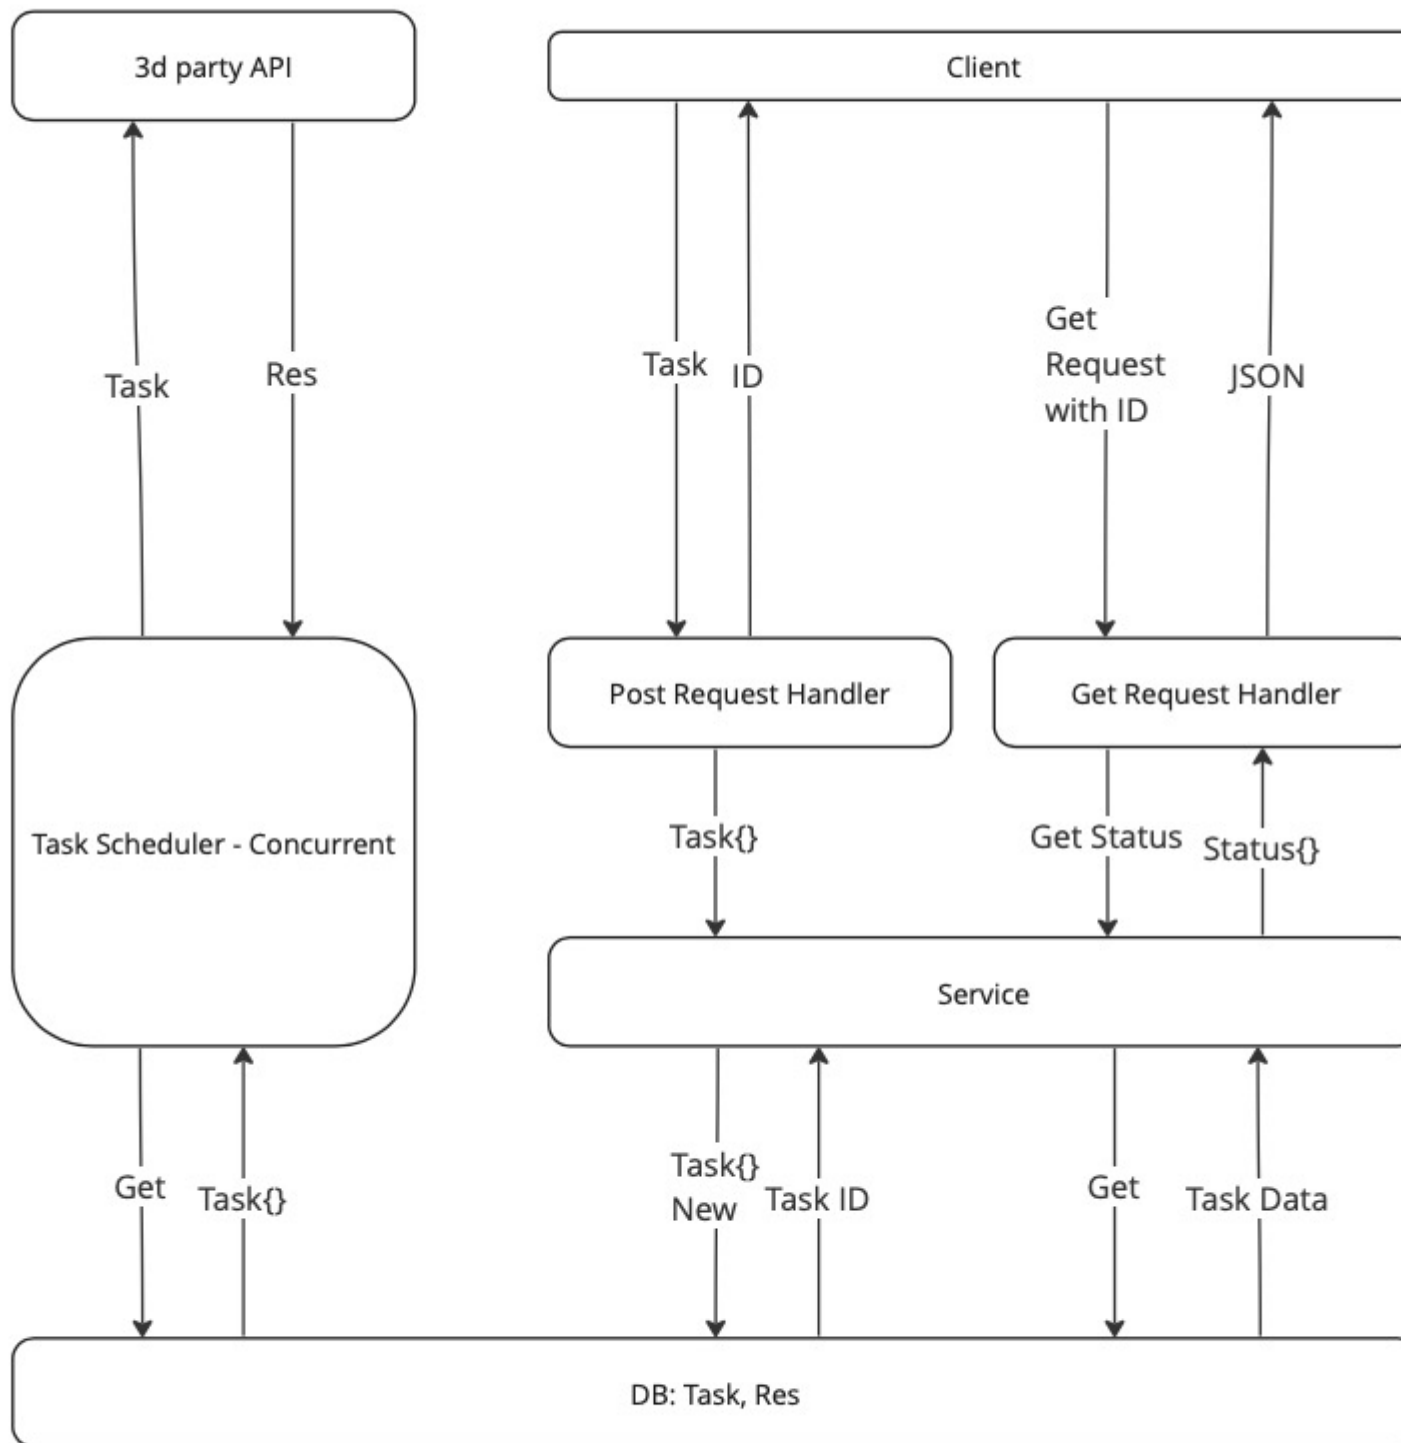 3d party API
Client
Task
Res
Task
ID
Get
Request
with ID
JSON
Post Request Handler
Get Request Handler
Task Scheduler - Concurrent
Task{}
Get Status
Status{}
Service
Get
Task{}
Task{}
New
Task ID
Get
Task Data
DB: Task, Res